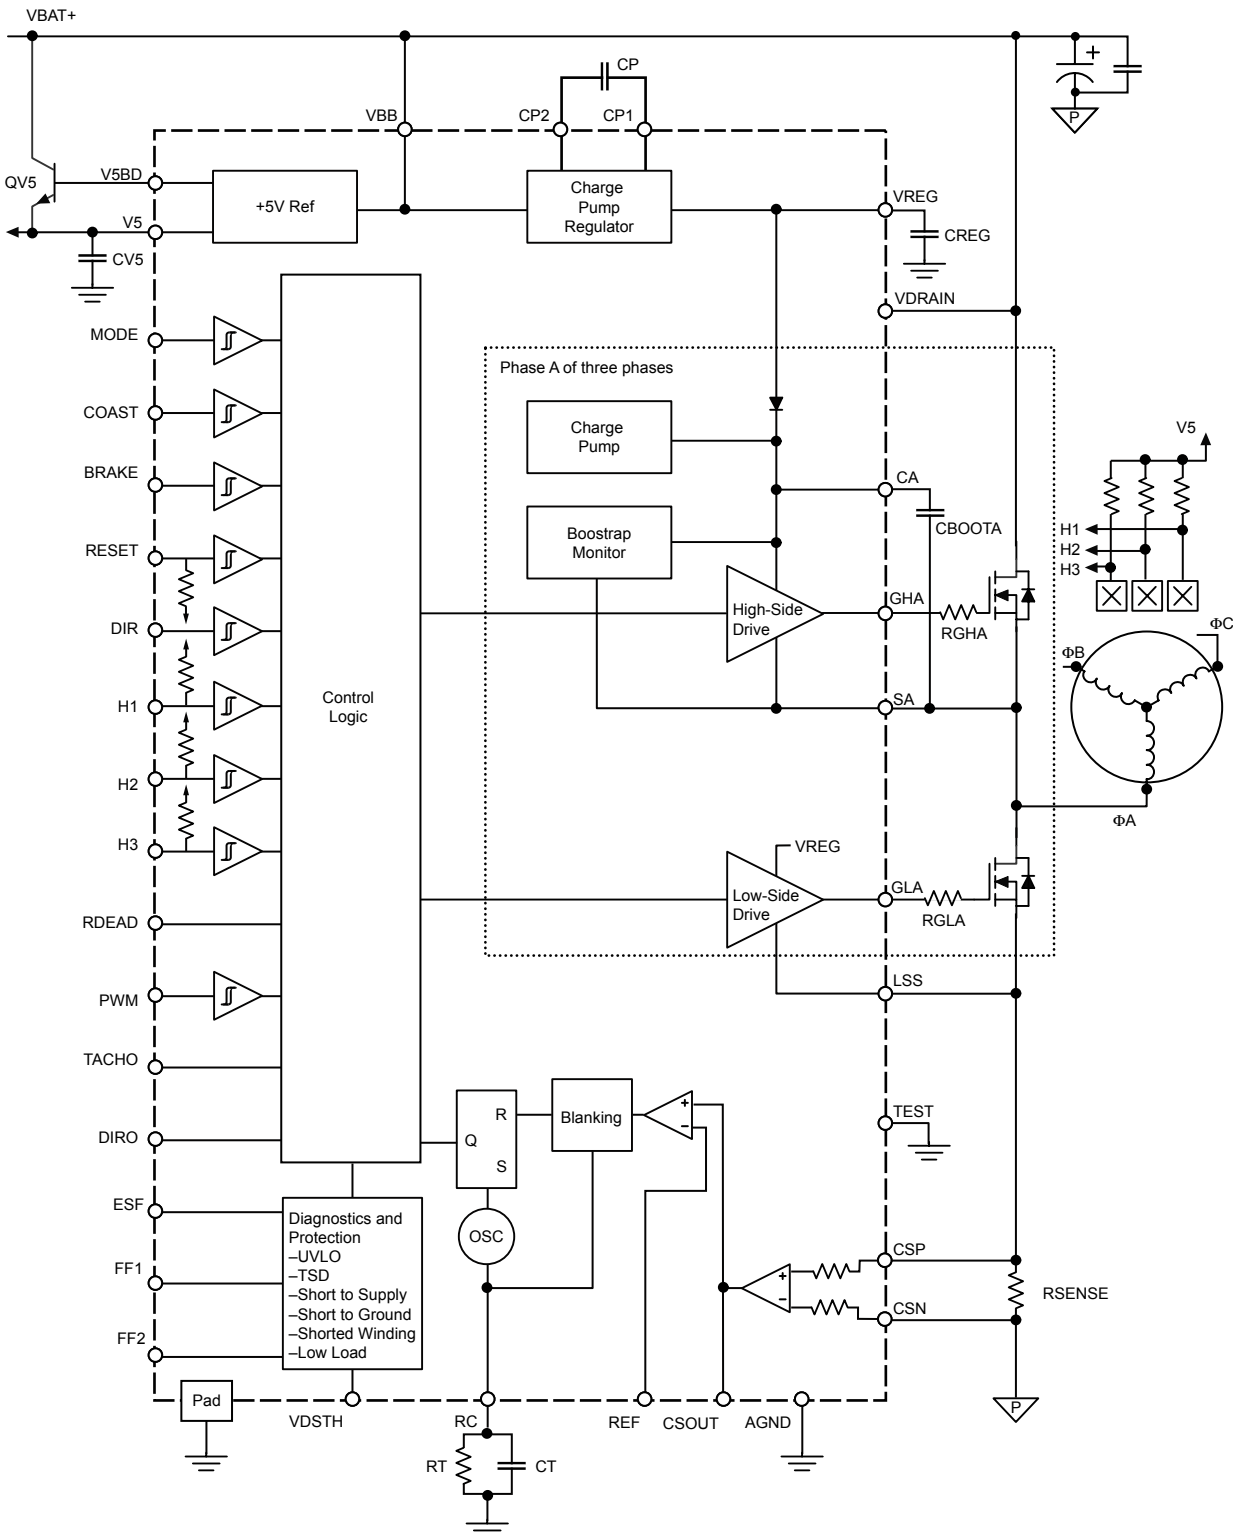 VBAT+
CP
VBB
CP2
CP1
+
P
QV5
V5BD
+5V Ref
Charge
Pump
Regulator
VREG
V5
CV5
CREG
VDRAIN
MODE
Phase A of three phases
COAST
Charge
Pump
V5
BRAKE
CA
CBOOTA
H1
H2
H3
RESET
Boostrap
Monitor
High-Side
Drive
GHA
RGHA
DIR
ΦC
ΦB
H1
Control
Logic
SA
H2
ΦA
H3
VREG
Low-Side
Drive
GLA
RGLA
RDEAD
LSS
PWM
TACHO
R
Q
S
Blanking
+
–
TEST
DIRO
ESF
Diagnostics and
Protection
–UVLO
–TSD
–Short to Supply
–Short to Ground
–Shorted Winding
–Low Load
OSC
CSP
+
–
FF1
CSN
RSENSE
FF2
Pad
VDSTH
RC
REF
CSOUT
AGND
P
RT
CT